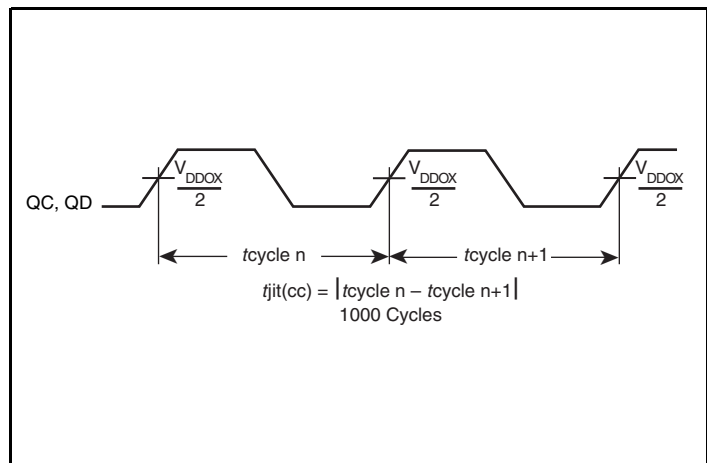 V_DDOX
2
V_DDOX
2
V_DDOX
2
QC, QD
tcycle n
tcycle n+1
tjit(cc) = |tcycle n – tcycle n+1|
1000 Cycles